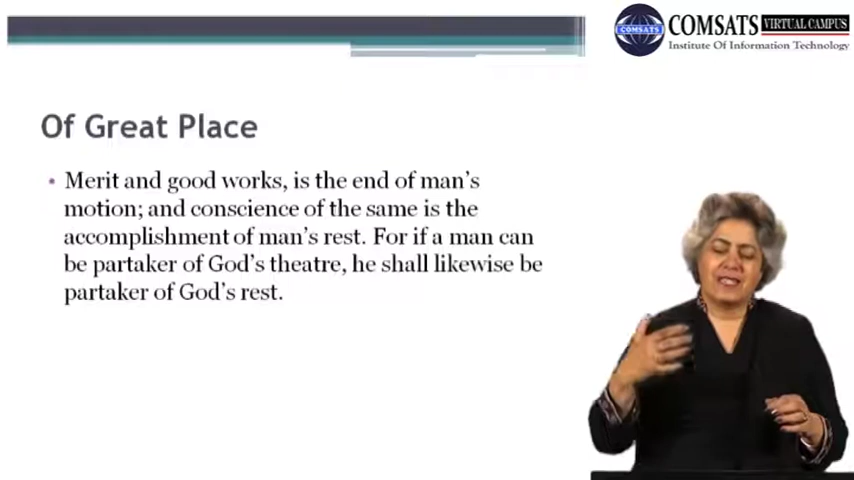 COMSATS VIRTUAL CAMPUS
COMSATS
Institute Of Information Technology
Of Great Place
• Merit and good works, is the end of man's
motion; and conscience of the same is the
accomplishment of man's rest. For if a man can
be partaker of God's theatre, he shall likewise be
partaker of God's rest.